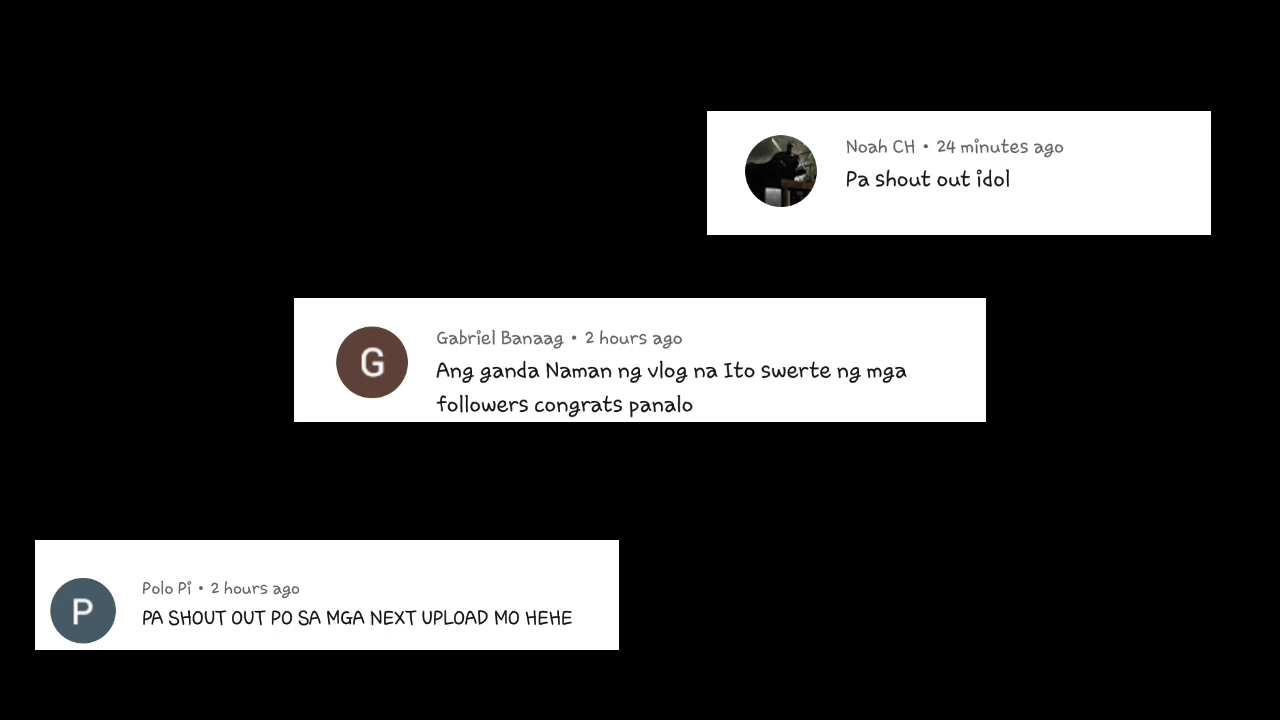 Noah CH • 24 minutes ago
Pa shout out idol
G
Gabriel Banaag • 2 hours ago
Ang ganda Naman ng vlog na Ito swerte ng mga
followers congrats panalo
P
Polo Pi • 2 hours ago
PA SHOUT OUT PO SA MGA NEXT UPLOAD MO HEHE